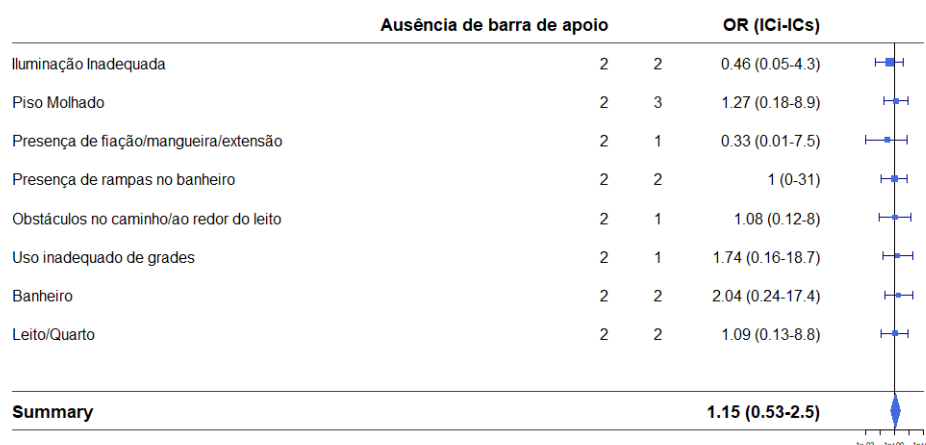 Ausência de barra de apoio OR (ICi-ICs)
Iluminação Inadequada 2 2 0.46 (0.05-4.3)
Piso Molhado 2 3 1.27 (0.18-8.9)
Presença de fiação/mangueira/extensão 2 1 0.33 (0.01-7.5)
Presença de rampas no banheiro 2 2 1 (0-31)
Obstáculos no caminho/ao redor do leito 2 1 1.08 (0.12-8)
Uso inadequado de grades 2 1 1.74 (0.16-18.7)
Banheiro 2 2 2.04 (0.24-17.4)
Leito/Quarto 2 2 1.09 (0.13-8.8)
Summary 1.15 (0.53-2.5)